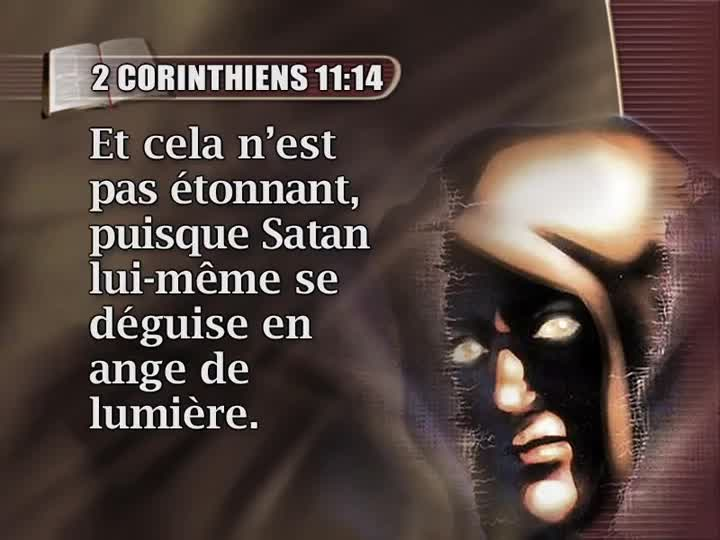 2 CORINTHIENS 11:14
Et cela n’est
pas étonnant,
puisque Satan
lui-même se
déguise en
ange de
lumière.